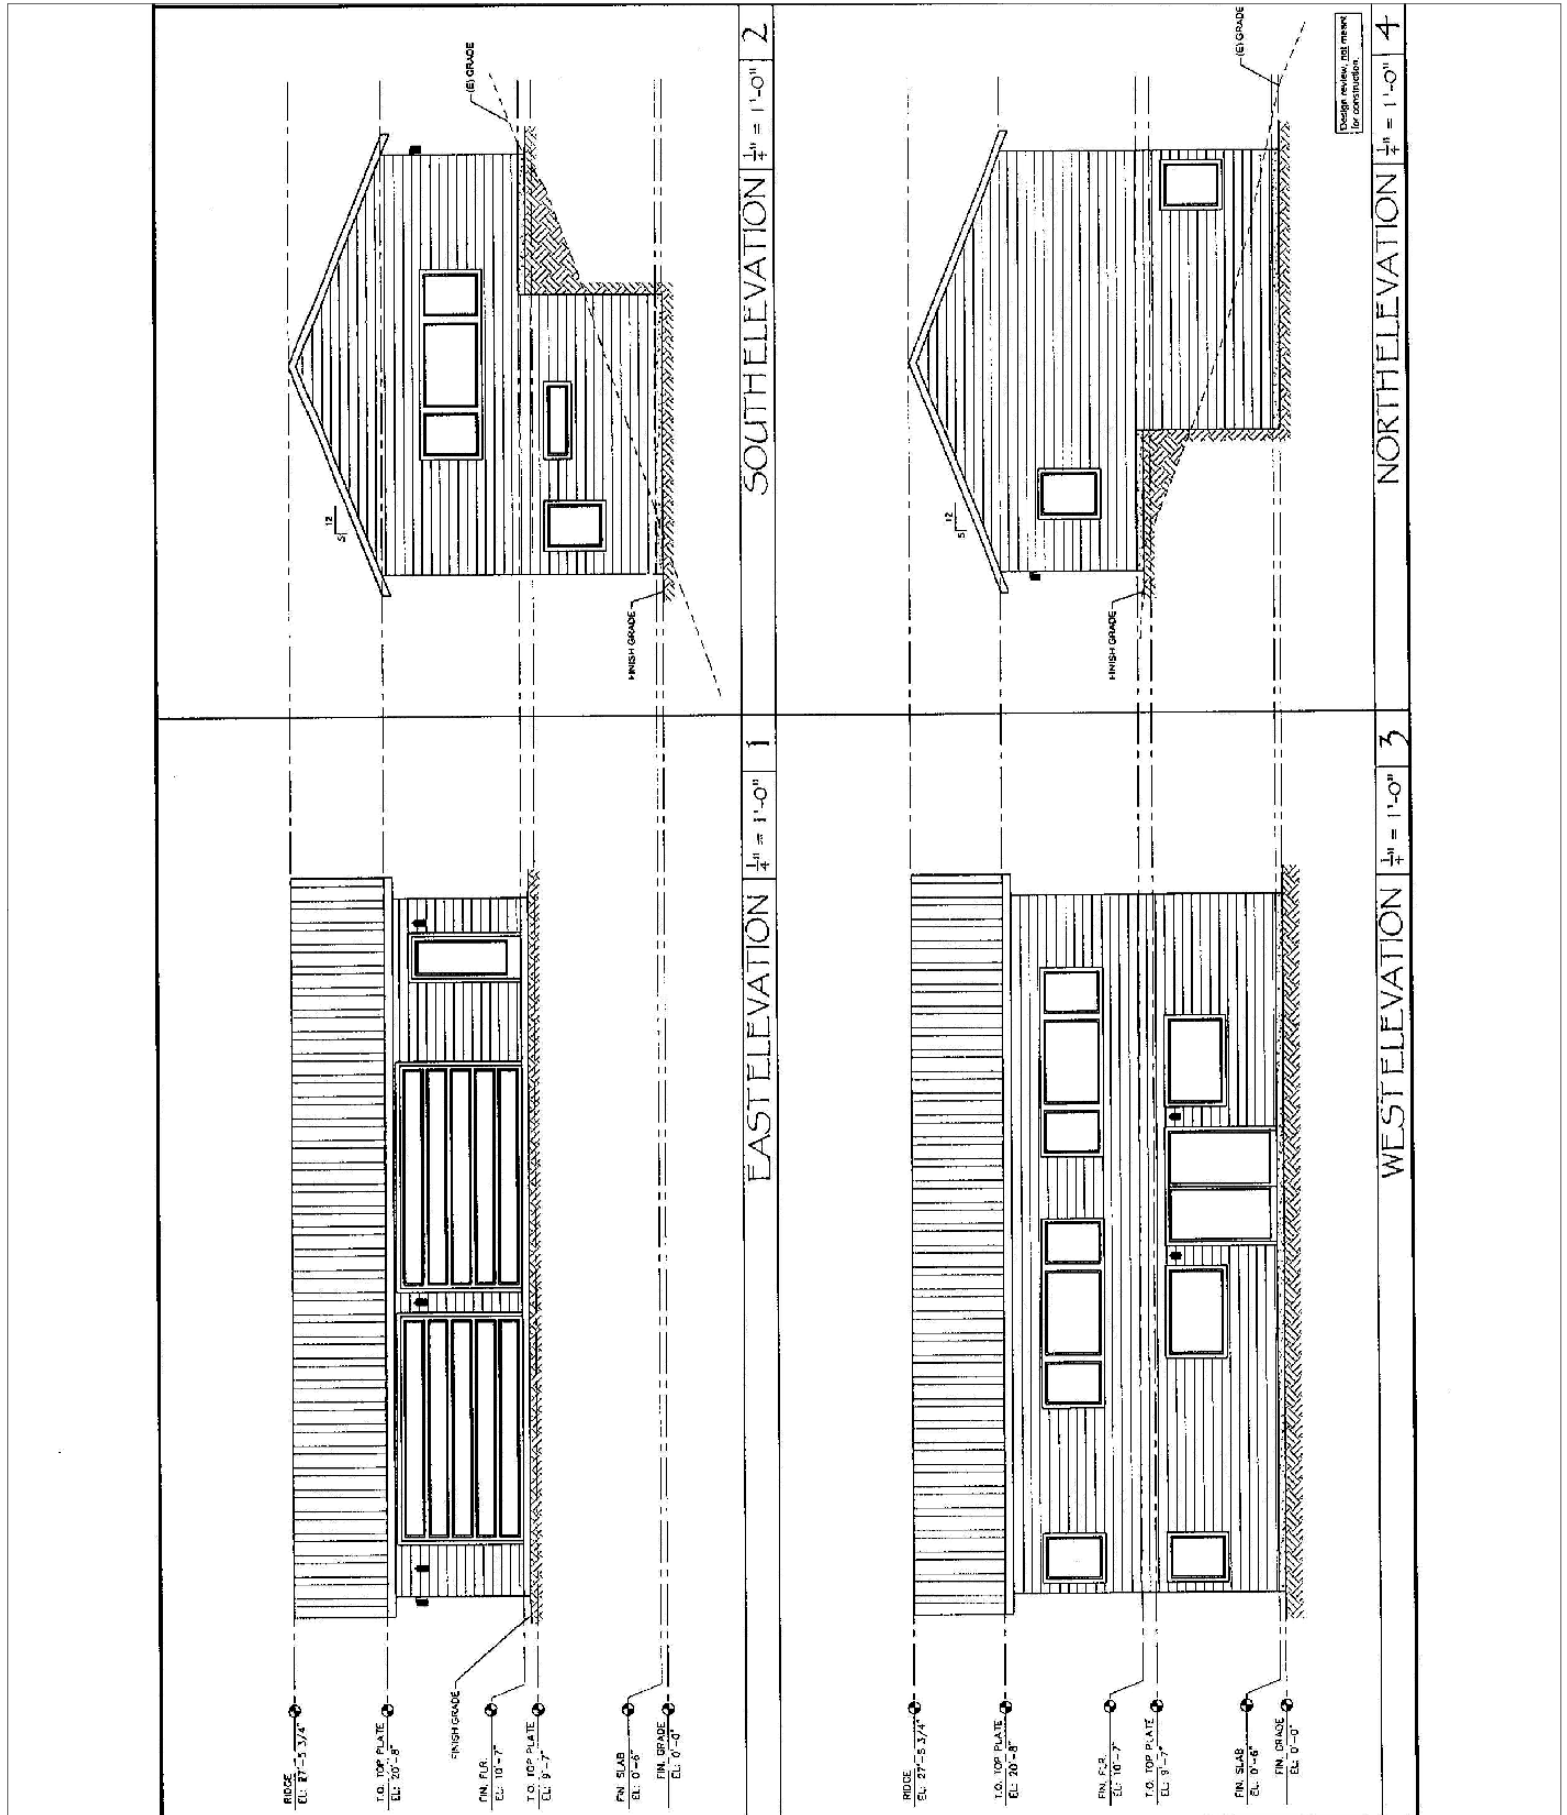 RIDGE
EL: 27'-5 3/4"
T.O. TOP PLATE
EL: 20'-8"
FINISH GRADE
FIN. FLR.
EL: 10'-7"
T.O. TOP PLATE
EL: 9'-7"
FIN. SLAB
EL: 0'-6"
FIN. GRADE
EL: 0'-0"
EAST ELEVATION 1/4" = 1'-0" 1
12
5
(E) GRADE
FINISH GRADE
SOUTH ELEVATION 1/4" = 1'-0" 2
RIDGE
EL: 27'-5 3/4"
T.O. TOP PLATE
EL: 20'-8"
FIN. FLR.
EL: 10'-7"
T.O. TOP PLATE
EL: 9'-7"
FIN. SLAB
EL: 0'-6"
FIN. GRADE
EL: 0'-0"
WEST ELEVATION 1/4" = 1'-0" 3
12
5
FINISH GRADE
(E) GRADE
Design review, not meant
for construction.
NORTH ELEVATION 1/4" = 1'-0" 4